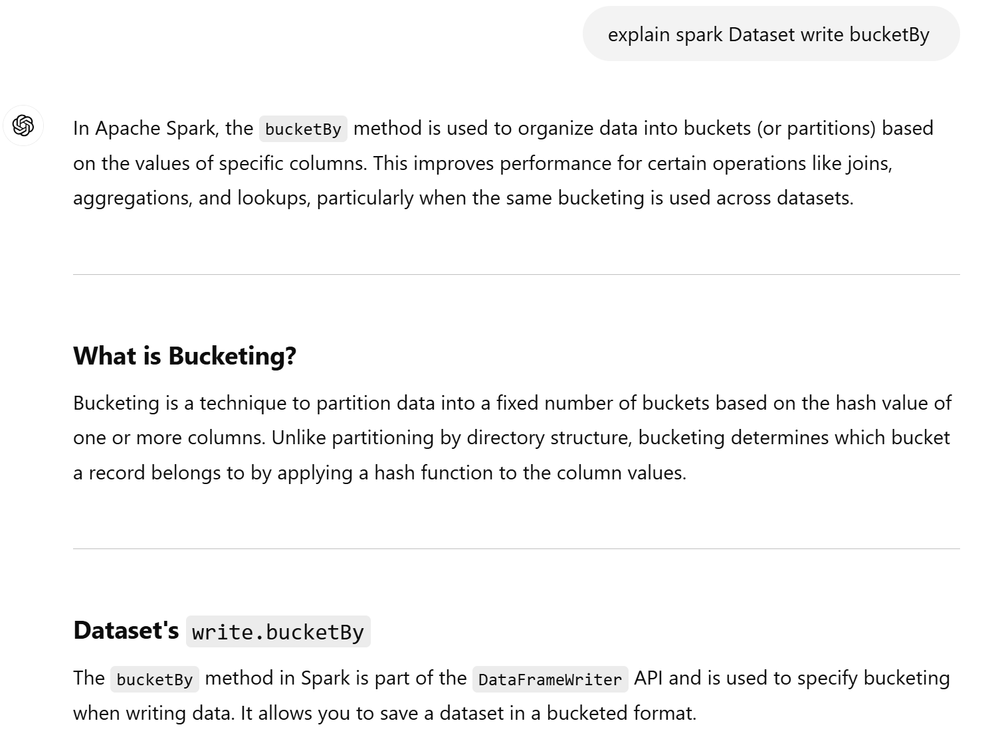 explain spark Dataset write bucketBy
In Apache Spark, the bucketBy method is used to organize data into buckets (or partitions) based
on the values of specific columns. This improves performance for certain operations like joins,
aggregations, and lookups, particularly when the same bucketing is used across datasets.
What is Bucketing?
Bucketing is a technique to partition data into a fixed number of buckets based on the hash value of
one or more columns. Unlike partitioning by directory structure, bucketing determines which bucket
a record belongs to by applying a hash function to the column values.
Dataset's write.bucketBy
The bucketBy method in Spark is part of the DataFrameWriter API and is used to specify bucketing
when writing data. It allows you to save a dataset in a bucketed format.